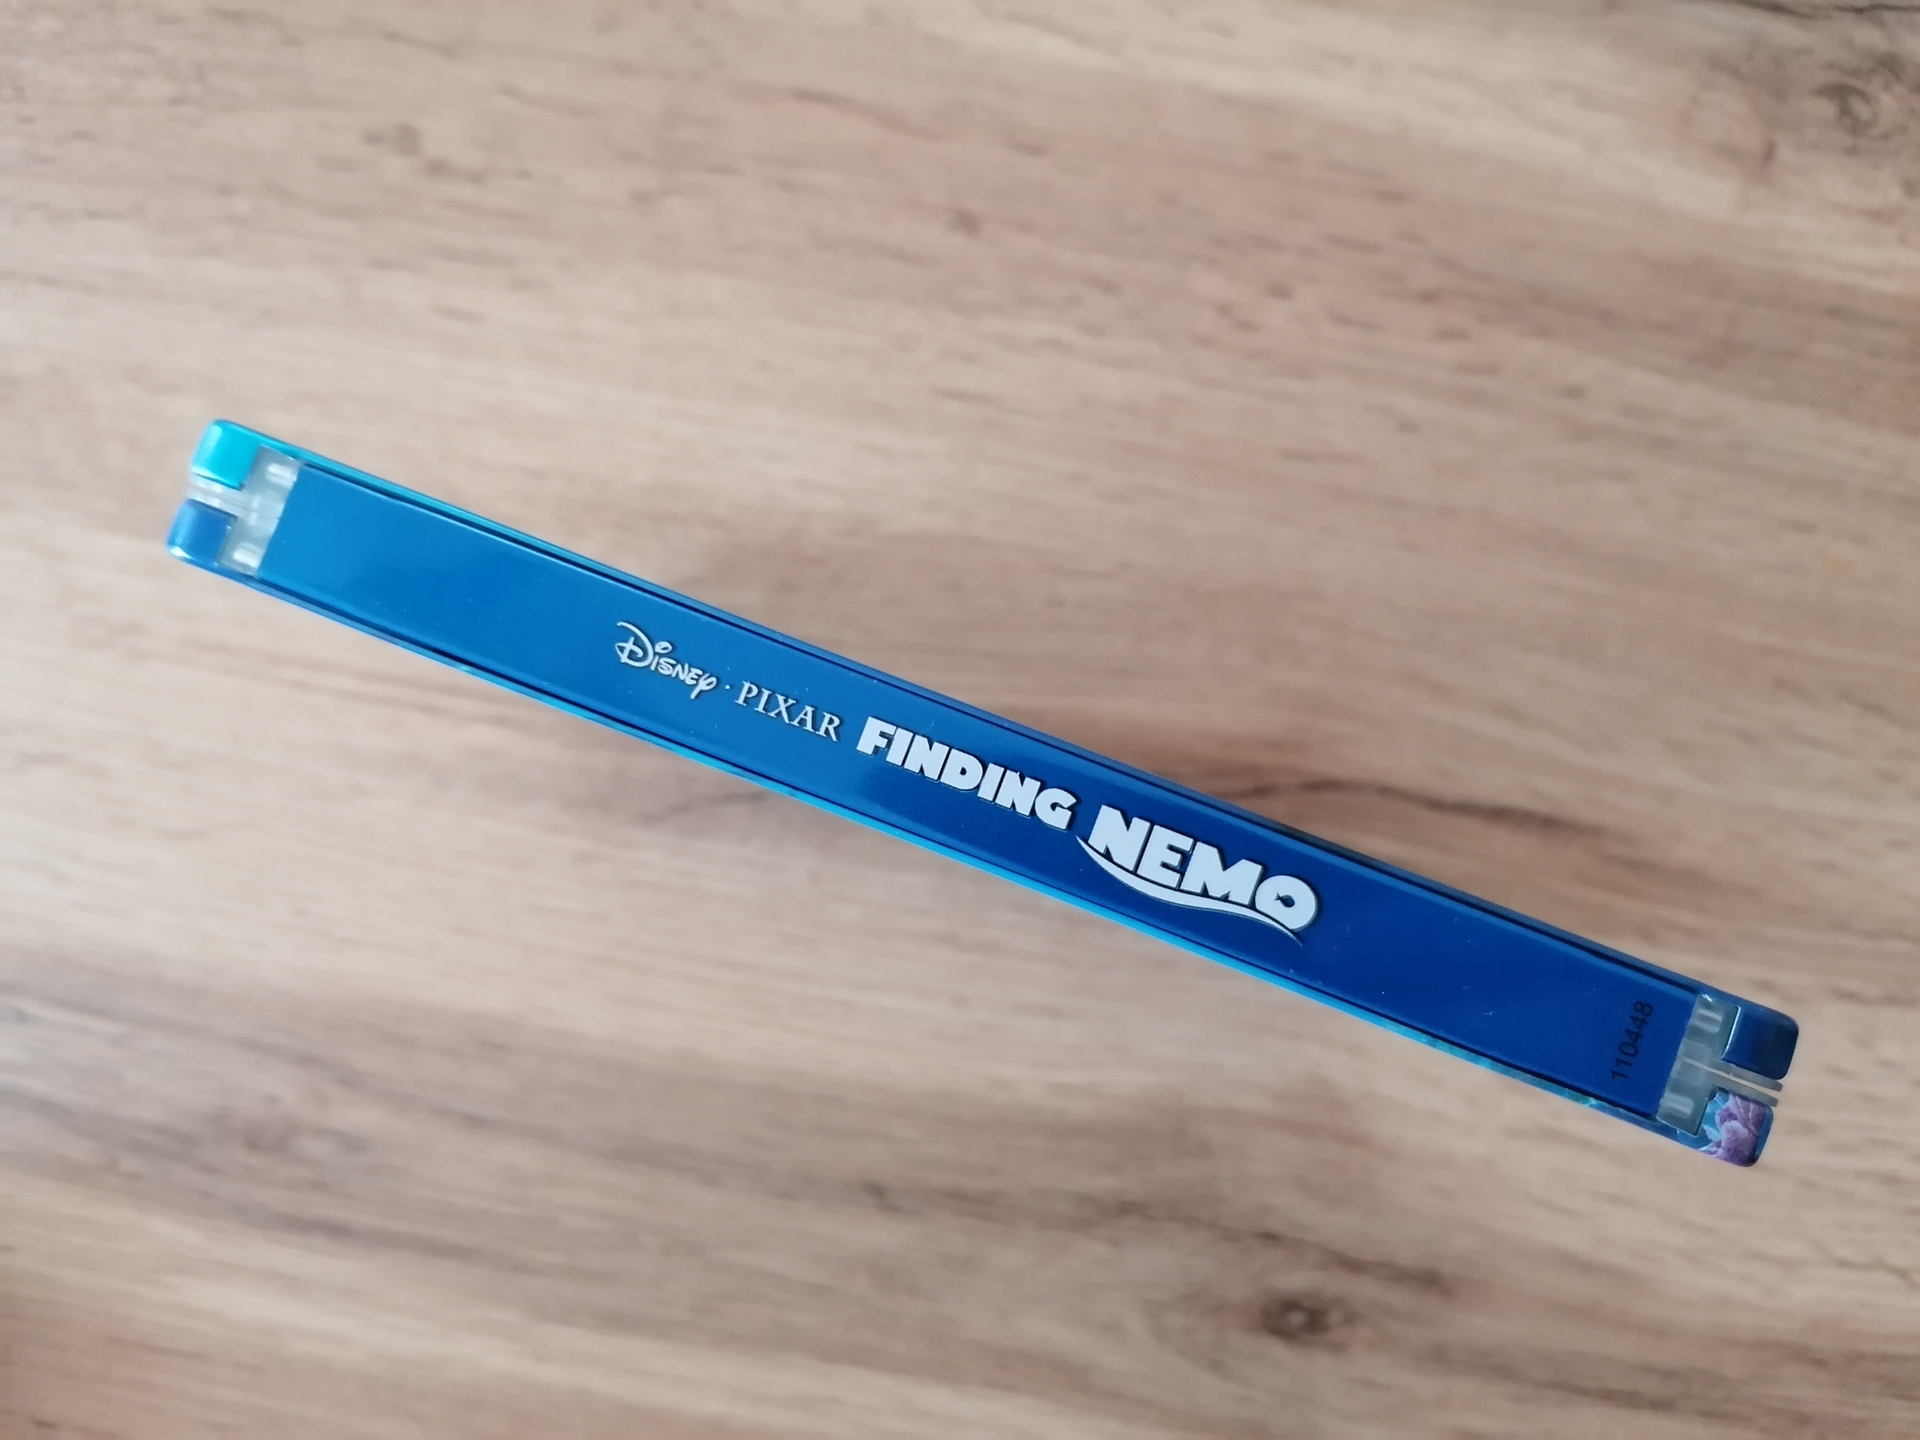 Disney · PIXAR FINDING NEMO
110448